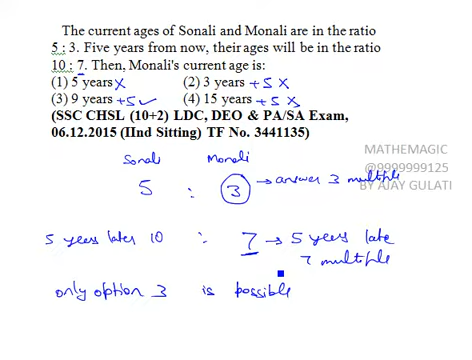 The current ages of Sonali and Monali are in the ratio
5 : 3. Five years from now, their ages will be in the ratio
10 : 7. Then, Monali's current age is:
(1) 5 years x (2) 3 years +5 x
(3) 9 years +5 ✓ (4) 15 years +5 x
(SSC CHSL (10+2) LDC, DEO & PA/SA Exam,
06.12.2015 (IInd Sitting) TF No. 3441135)
MATHEMAGIC
@9999999125
BY AJAY GULATI
Sonali Monali
5 : 3 → answer 3 multiple
5 years later 10 : 7 → 5 years late
7 multiple
only option 3 is possible